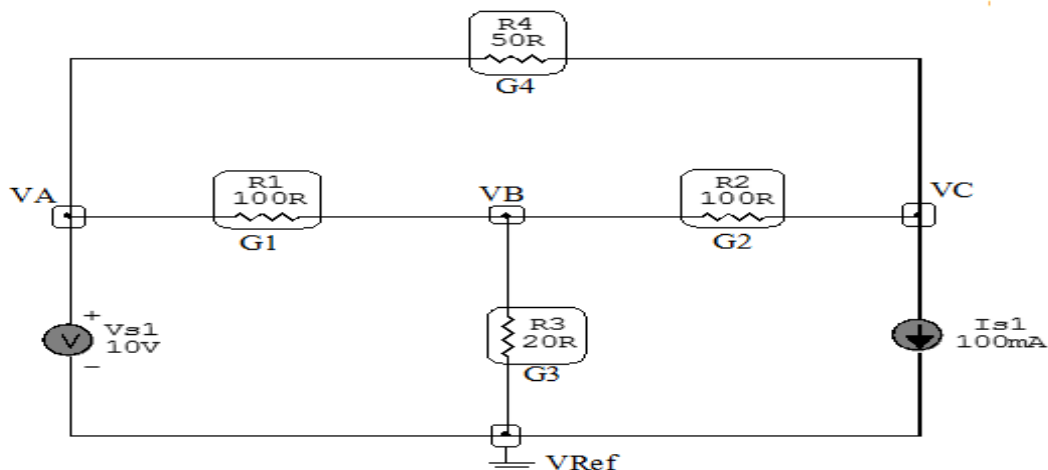 R4
50R
G4
VA
R1
100R
G1
VB
R2
100R
G2
VC
+
Vs1
10V
V
−
R3
20R
G3
Is1
100mA
VRef